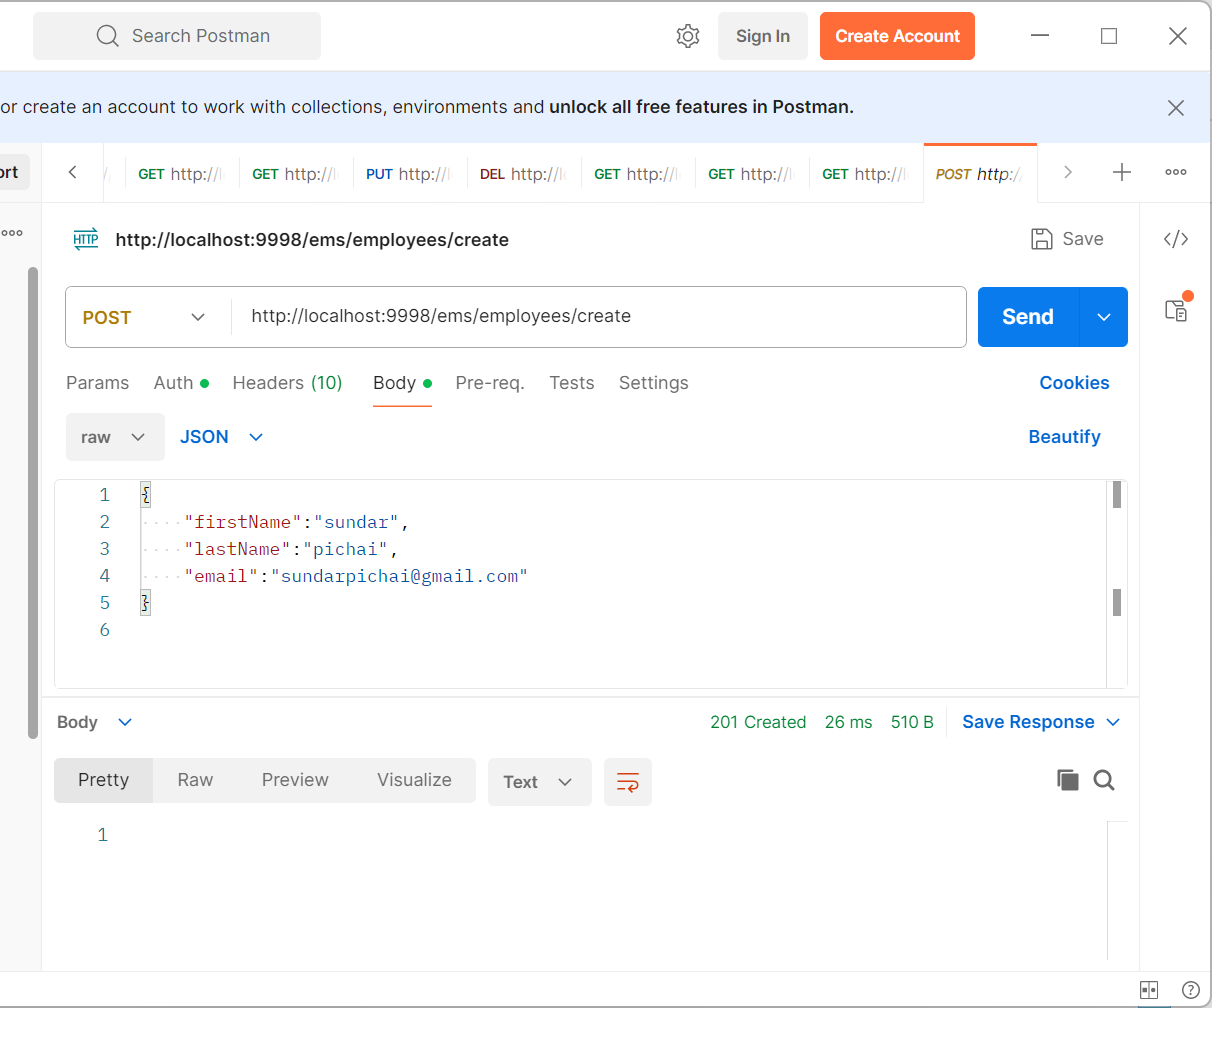 Search Postman
Sign In
Create Account
or create an account to work with collections, environments and unlock all free features in Postman.
ort
GET http://l
GET http://l
PUT http://l
DEL http://l
GET http://l
GET http://l
GET http://l
POST http:/
HTTP http://localhost:9998/ems/employees/create
Save
</>
POST http://localhost:9998/ems/employees/create
Send
Params Auth Headers (10) Body Pre-req. Tests Settings Cookies
raw JSON Beautify
1 {
2 ····"firstName":"sundar",
3 ····"lastName":"pichai",
4 ····"email":"sundarpichai@gmail.com"
5 }
6
Body 201 Created 26 ms 510 B Save Response
Pretty Raw Preview Visualize Text
1